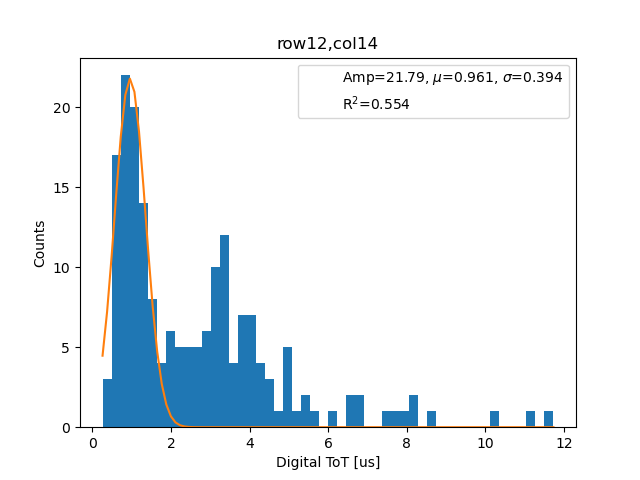 row12,col14
Amp=21.79, μ=0.961, σ=0.394
R²=0.554
Counts
20
15
10
5
0
0 2 4 6 8 10 12
Digital ToT [us]